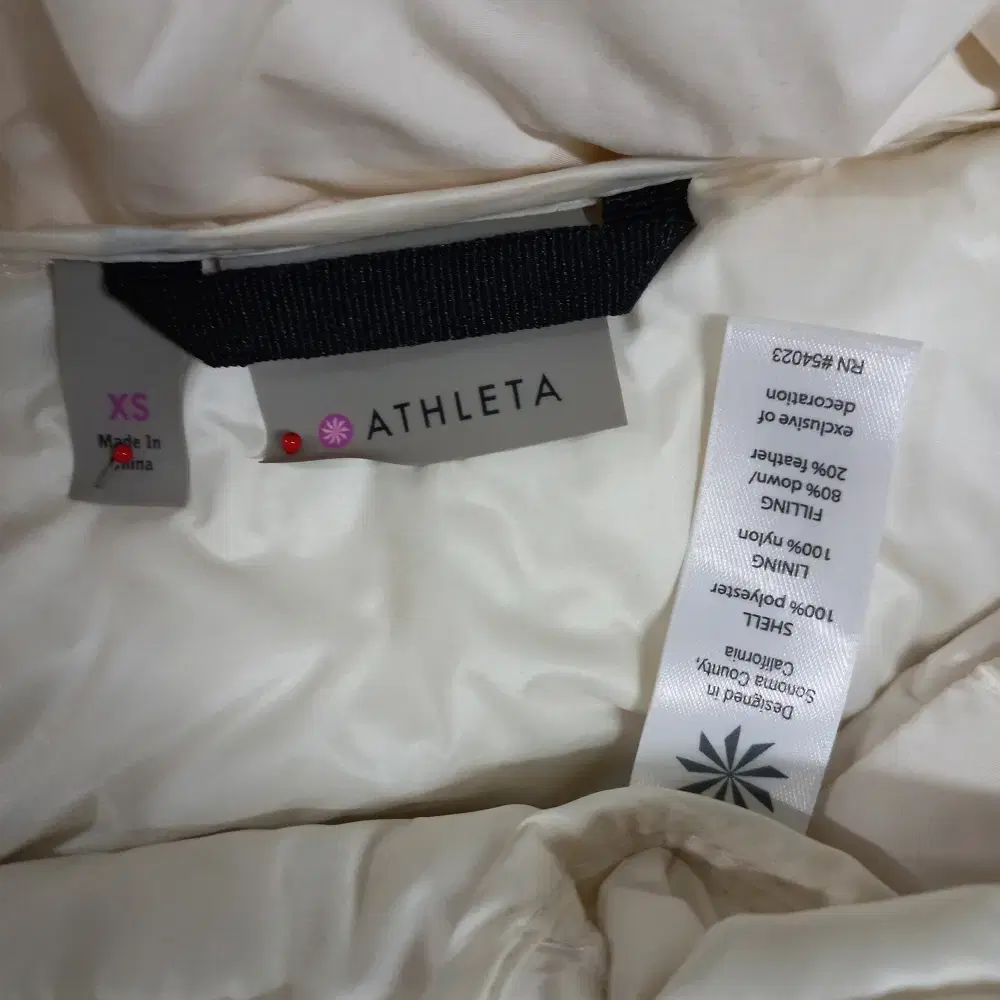 XS
Made In
ATHLETA
Designed in
Sonoma County,
California
SHELL
100% polyester
LINING
100% nylon
FILLING
80% down/
20% feather
exclusive of
decoration
RN #54023